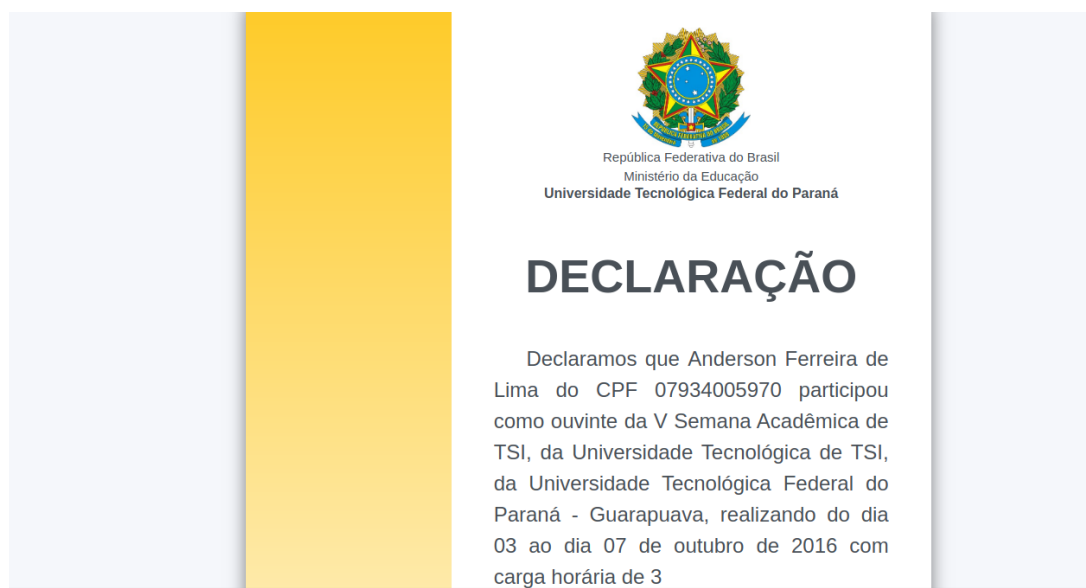 República Federativa do Brasil
Ministério da Educação
Universidade Tecnológica Federal do Paraná
DECLARAÇÃO
Declaramos que Anderson Ferreira de
Lima do CPF 07934005970 participou
como ouvinte da V Semana Acadêmica de
TSI, da Universidade Tecnológica de TSI,
da Universidade Tecnológica Federal do
Paraná - Guarapuava, realizando do dia
03 ao dia 07 de outubro de 2016 com
carga horária de 3